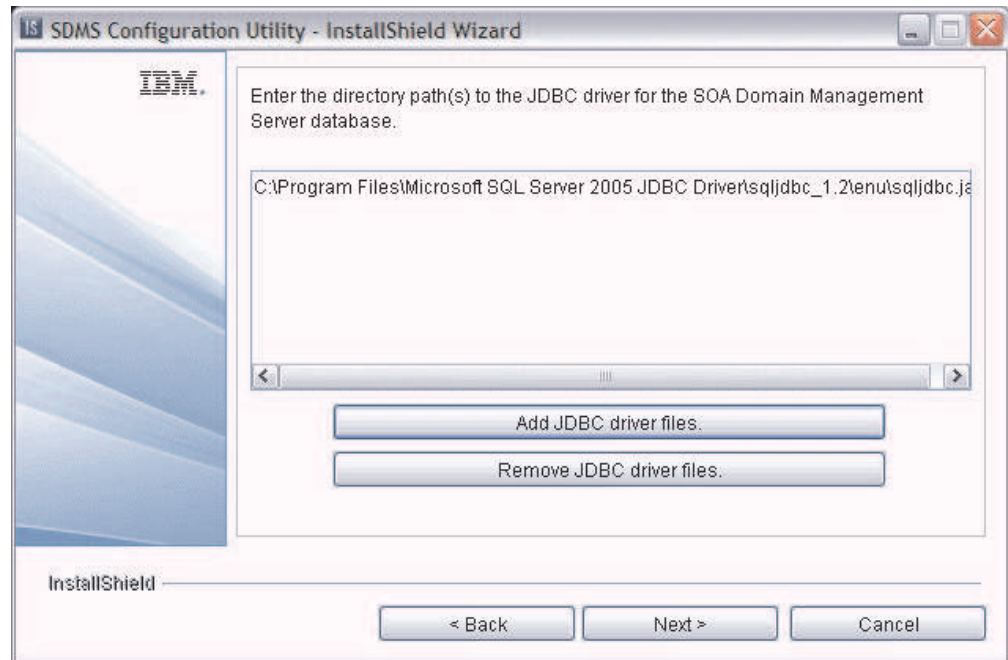 IS SDMS Configuration Utility - InstallShield Wizard
IBM.
Enter the directory path(s) to the JDBC driver for the SOA Domain Management
Server database.
C:\Program Files\Microsoft SQL Server 2005 JDBC Driver\sqljdbc_1.2\enu\sqljdbc.ja
Add JDBC driver files.
Remove JDBC driver files.
InstallShield
< Back
Next >
Cancel